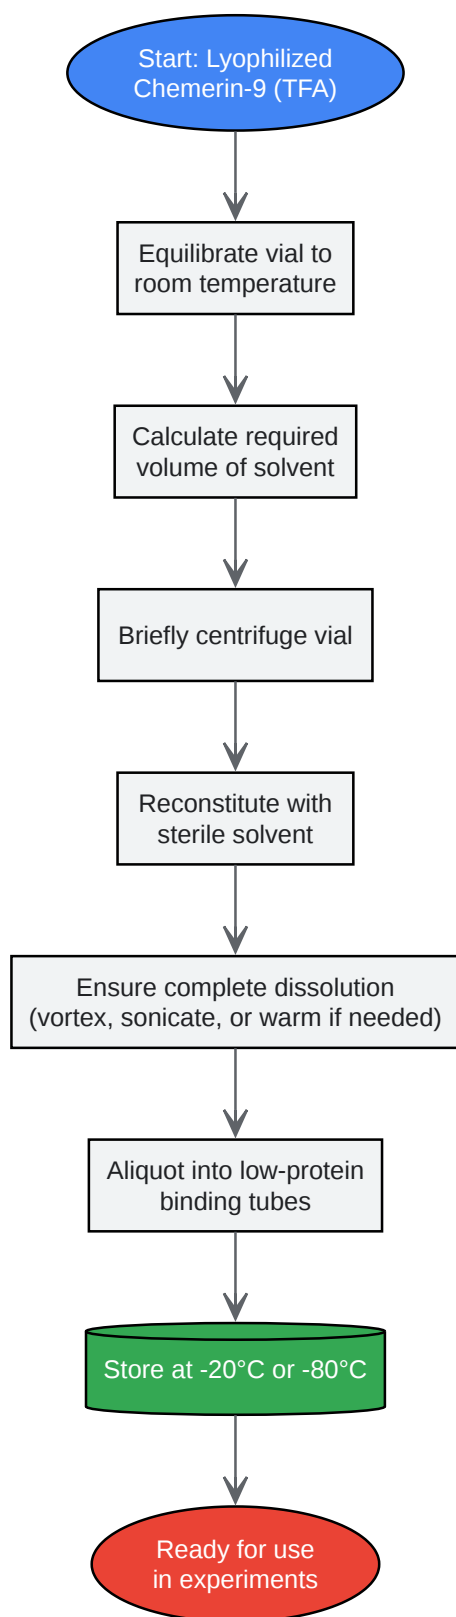 Start: Lyophilized
Chemerin-9 (TFA)
Equilibrate vial to
room temperature
Calculate required
volume of solvent
Briefly centrifuge vial
Reconstitute with
sterile solvent
Ensure complete dissolution
(vortex, sonicate, or warm if needed)
Aliquot into low-protein
binding tubes
Store at -20°C or -80°C
Ready for use
in experiments